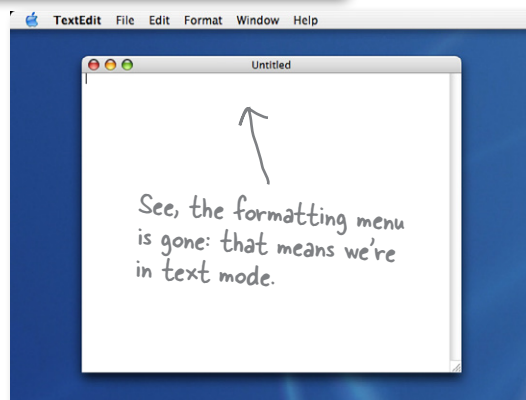 TextEdit File Edit Format Window Help
Untitled
See, the formatting menu
is gone: that means we're
in text mode.